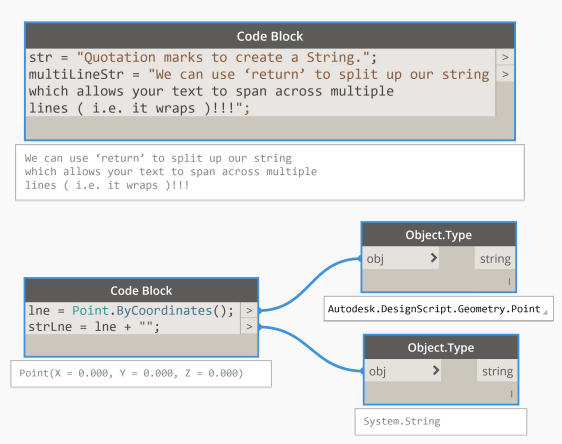 Code Block
str = "Quotation marks to create a String."; >
multiLineStr = "We can use ‘return’ to split up our string >
which allows your text to span across multiple
lines ( i.e. it wraps )!!!";
We can use ‘return’ to split up our string
which allows your text to span across multiple
lines ( i.e. it wraps )!!!
Object.Type
obj > string
l
Autodesk.DesignScript.Geometry.Point
Code Block
lne = Point.ByCoordinates(); >
strLne = lne + ""; >
Point(X = 0.000, Y = 0.000, Z = 0.000)
Object.Type
obj > string
l
System.String